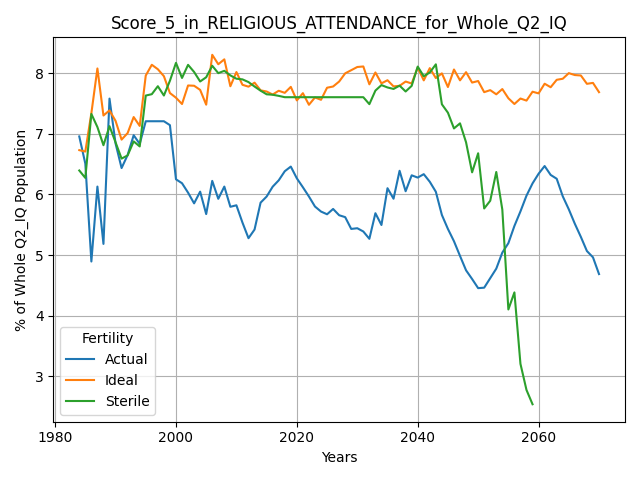 Score_5_in_RELIGIOUS_ATTENDANCE_for_Whole_Q2_IQ
% of Whole Q2_IQ Population
8
7
6
5
4
3
Fertility
Actual
Ideal
Sterile
1980
2000
2020
2040
2060
Years